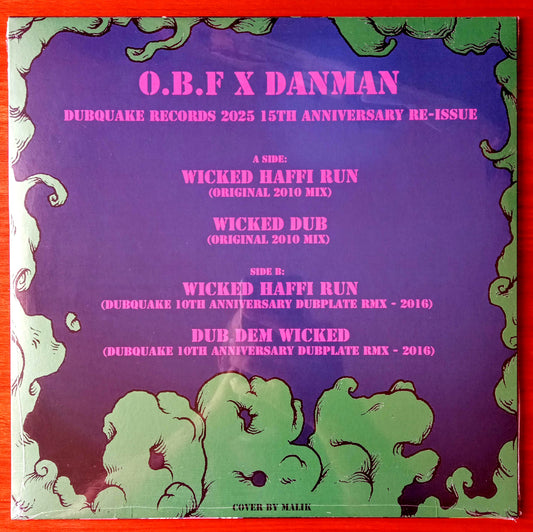 O.B.F X DANMAN
DUBQUAKE RECORDS 2025 15TH ANNIVERSARY RE-ISSUE
A SIDE:
WICKED HAFFI RUN
(ORIGINAL 2010 MIX)
WICKED DUB
(ORIGINAL 2010 MIX)
SIDE B:
WICKED HAFFI RUN
(DUBQUAKE 10TH ANNIVERSARY DUBPLATE RMX - 2016)
DUB DEM WICKED
(DUBQUAKE 10TH ANNIVERSARY DUBPLATE RMX - 2016)
OBF
COVER BY MALIK